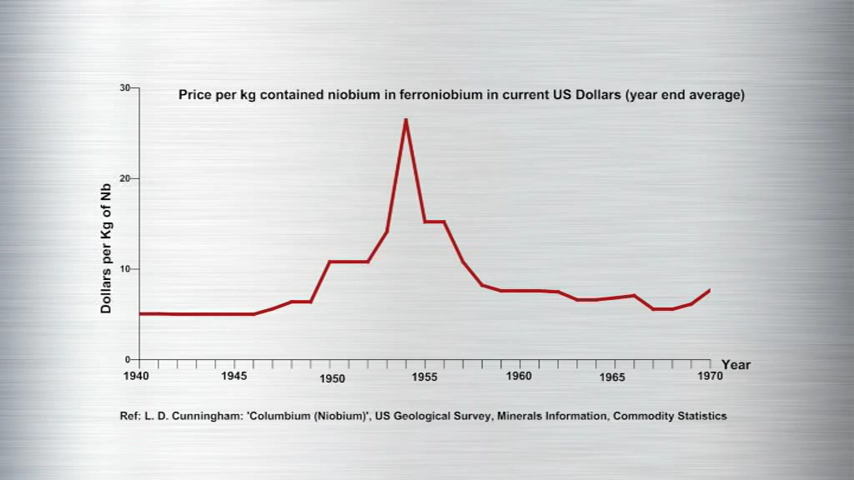 30
Price per kg contained niobium in ferroniobium in current US Dollars (year end average)
20
Dollars per Kg of Nb
10
0
Year
1940 1945 1950 1955 1960 1965 1970
Ref: L. D. Cunningham: 'Columbium (Niobium)', US Geological Survey, Minerals Information, Commodity Statistics